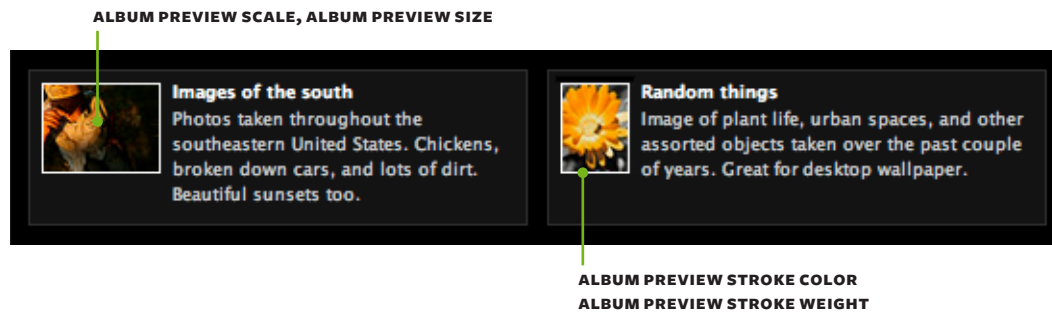 ALBUM PREVIEW SCALE, ALBUM PREVIEW SIZE
Images of the south
Photos taken throughout the
southeastern United States. Chickens,
broken down cars, and lots of dirt.
Beautiful sunsets too.
Random things
Image of plant life, urban spaces, and other
assorted objects taken over the past couple
of years. Great for desktop wallpaper.
ALBUM PREVIEW STROKE COLOR
ALBUM PREVIEW STROKE WEIGHT